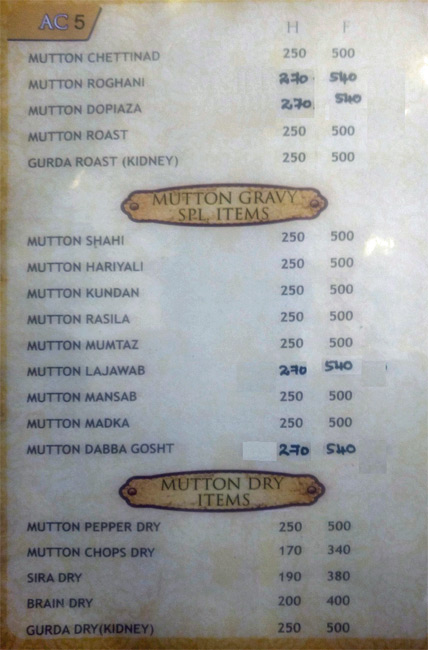 AC 5
H F
MUTTON CHETTINAD 250 500
MUTTON ROGHANI 270 540
MUTTON DOPIAZA 270 540
MUTTON ROAST 250 500
GURDA ROAST (KIDNEY) 250 500
MUTTON GRAVY
SPL. ITEMS
MUTTON SHAHI 250 500
MUTTON HARIYALI 250 500
MUTTON KUNDAN 250 500
MUTTON RASILA 250 500
MUTTON MUMTAZ 250 500
MUTTON LAJAWAB 270 540
MUTTON MANSAB 250 500
MUTTON MADKA 250 500
MUTTON DABBA GOSHT 270 540
MUTTON DRY
ITEMS
MUTTON PEPPER DRY 250 500
MUTTON CHOPS DRY 170 340
SIRA DRY 190 380
BRAIN DRY 200 400
GURDA DRY(KIDNEY) 250 500